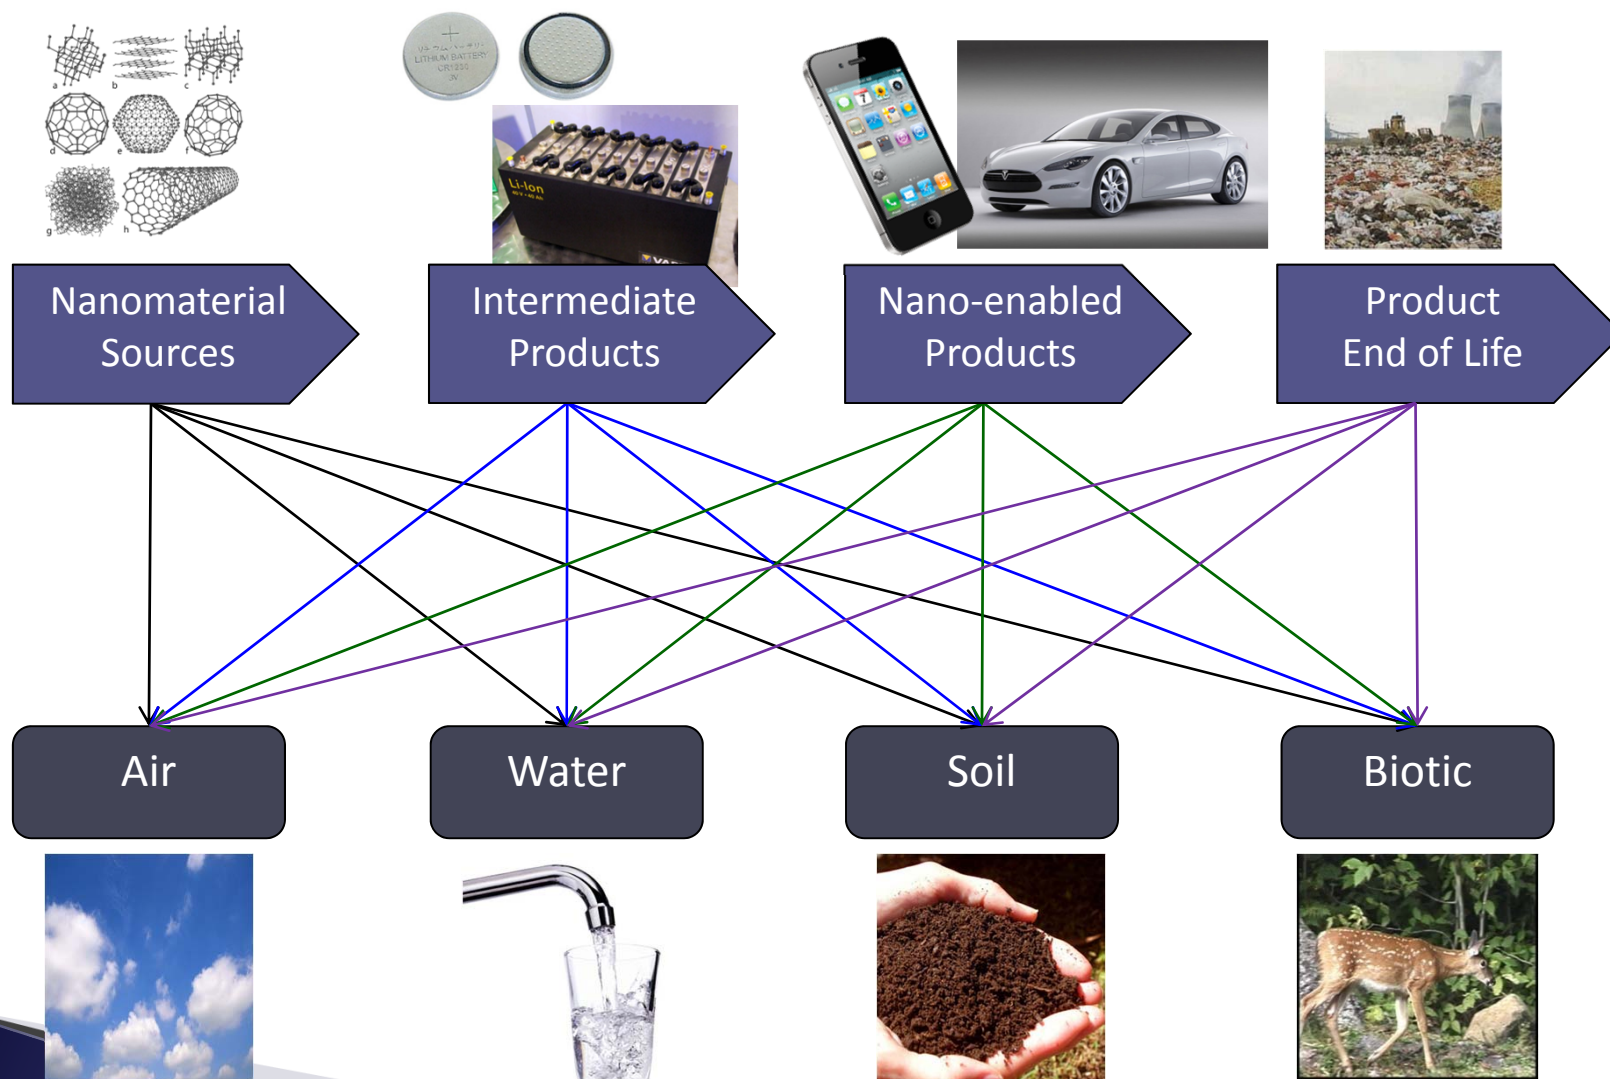 a b c
d e f
g h
LITHIUM BATTERY
3V
Li-Ion
Nanomaterial
Sources
Intermediate
Products
Nano-enabled
Products
Product
End of Life
Air
Water
Soil
Biotic